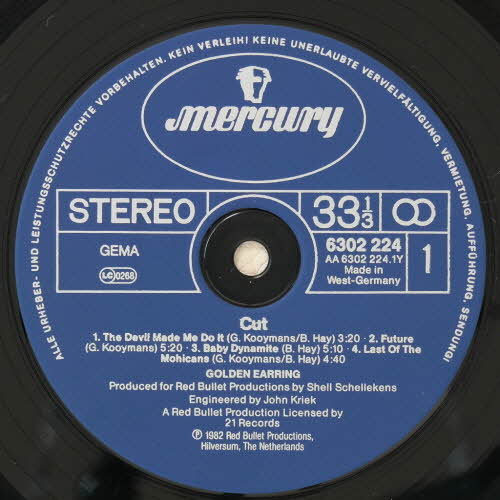 ALLE URHEBER- UND LEISTUNGSSCHUTZRECHTE VORBEHALTEN. KEIN VERLEIH! KEINE UNERLAUBTE VERVIELFÄLTIGUNG, VERMIETUNG, AUFFÜHRUNG, SENDUNG!
mercury
STEREO
33 1/3
GEMA
LC 0268
6302 224
AA 6302 224.1Y
Made in
West-Germany
1
Cut
1. The Devil Made Me Do It (G. Kooymans/B. Hay) 3:20 - 2. Future
(G. Kooymans) 5:20 - 3. Baby Dynamite (B. Hay) 5:10 - 4. Last Of The
Mohicans (G. Kooymans/B. Hay) 4:40
GOLDEN EARRING
Produced for Red Bullet Productions by Shell Schellekens
Engineered by John Kriek
A Red Bullet Production Licensed by
21 Records
℗ 1982 Red Bullet Productions,
Hilversum, The Netherlands